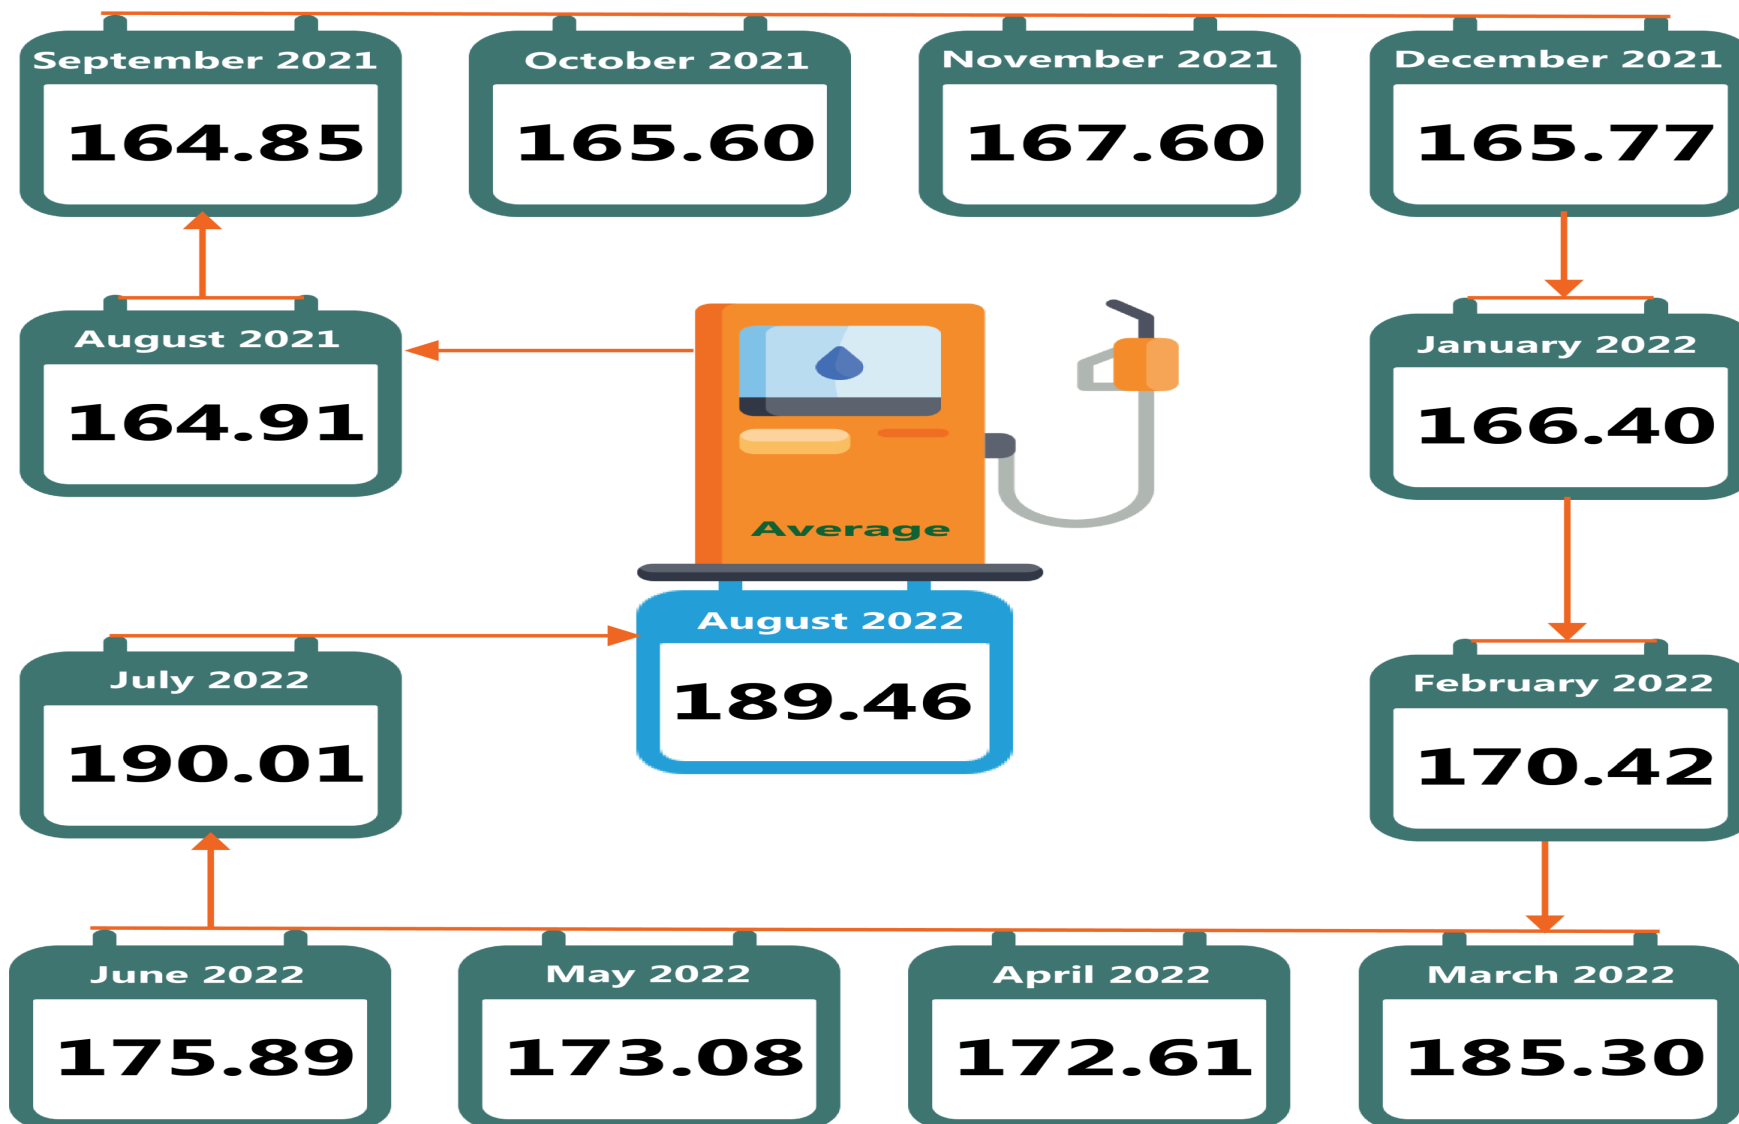 September 2021
164.85
October 2021
165.60
November 2021
167.60
December 2021
165.77
August 2021
164.91
January 2022
166.40
Average
August 2022
189.46
July 2022
190.01
February 2022
170.42
June 2022
175.89
May 2022
173.08
April 2022
172.61
March 2022
185.30